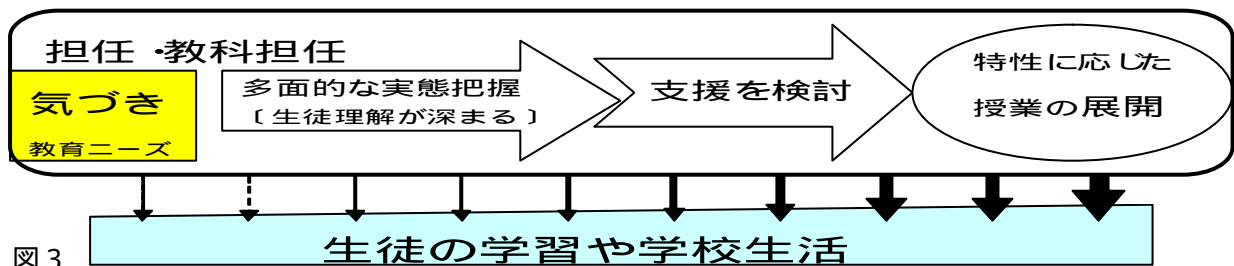 担任・教科担任
気づき
教育ニーズ
多面的な実態把握
〔生徒理解が深まる〕
支援を検討
特性に応じた
授業の展開
生徒の学習や学校生活
図3